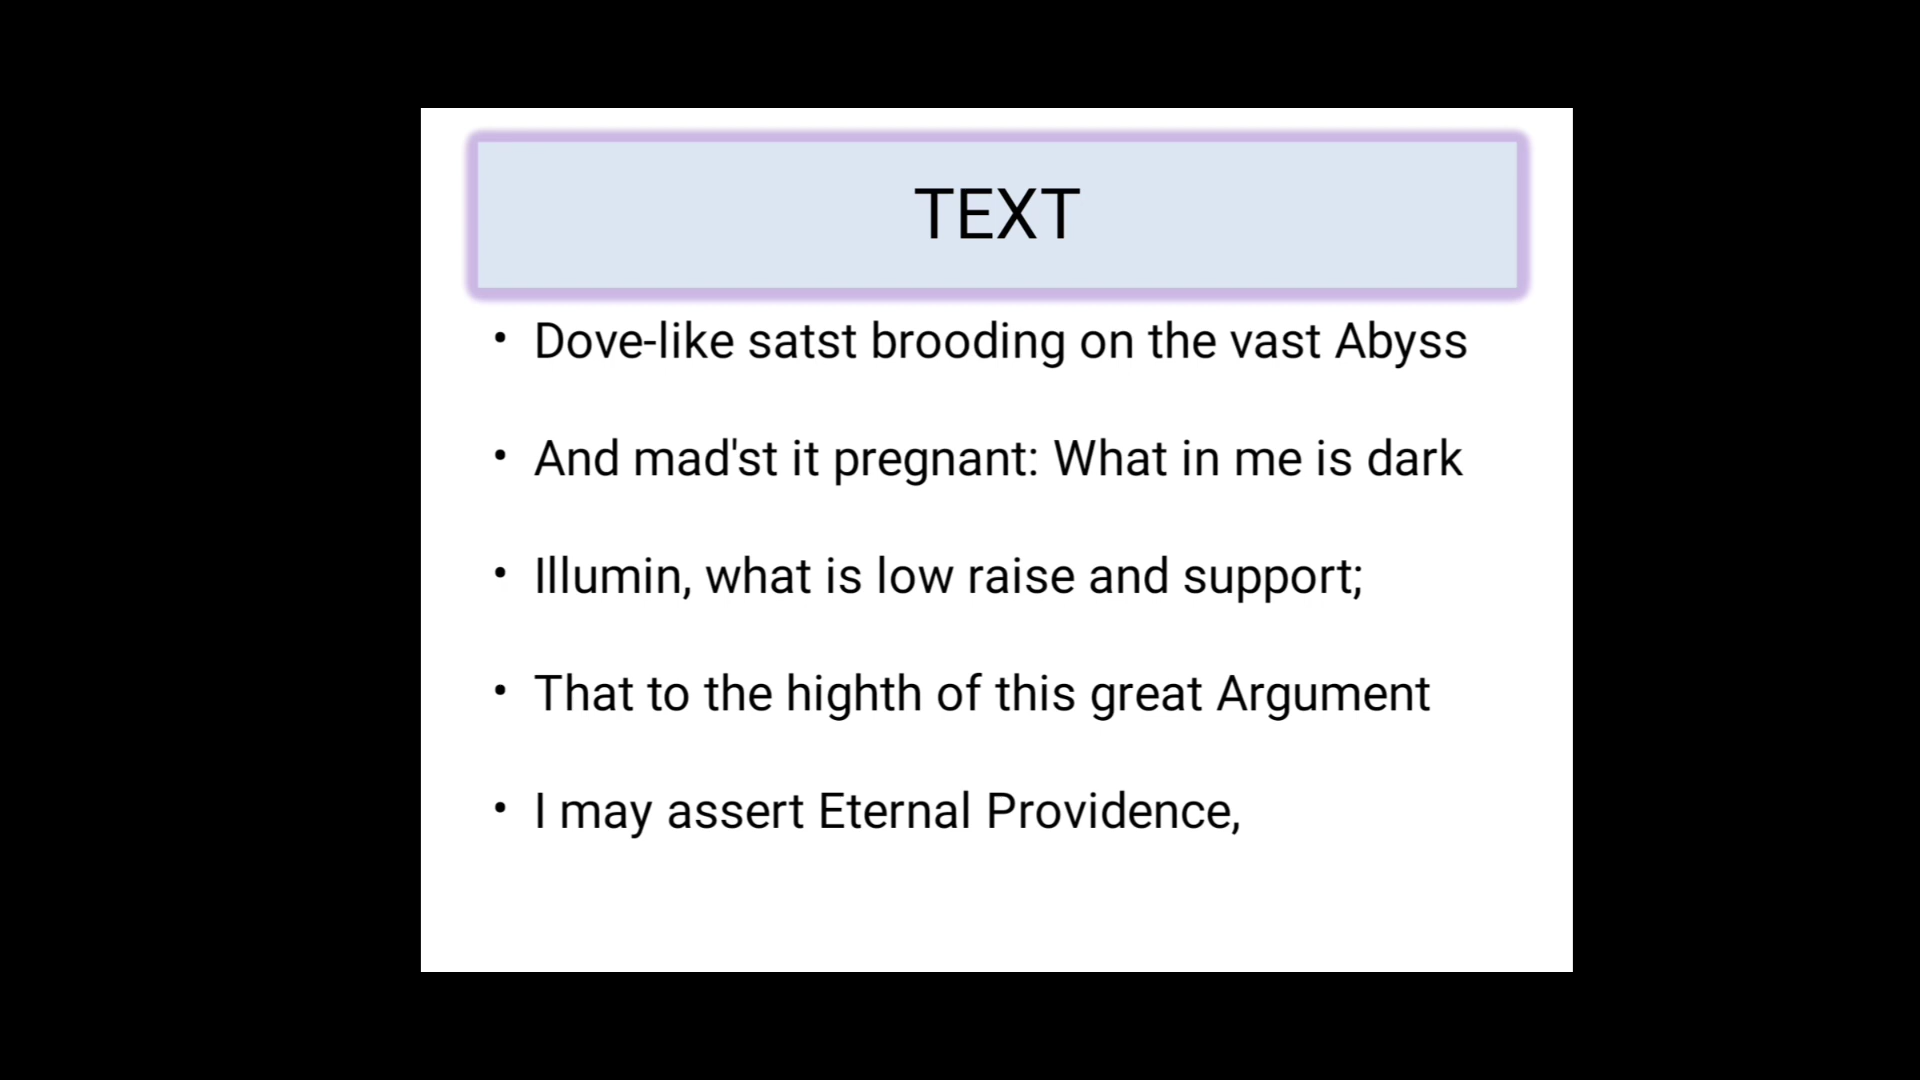 TEXT
• Dove-like satst brooding on the vast Abyss
• And mad'st it pregnant: What in me is dark
• Illumin, what is low raise and support;
• That to the highth of this great Argument
• I may assert Eternal Providence,